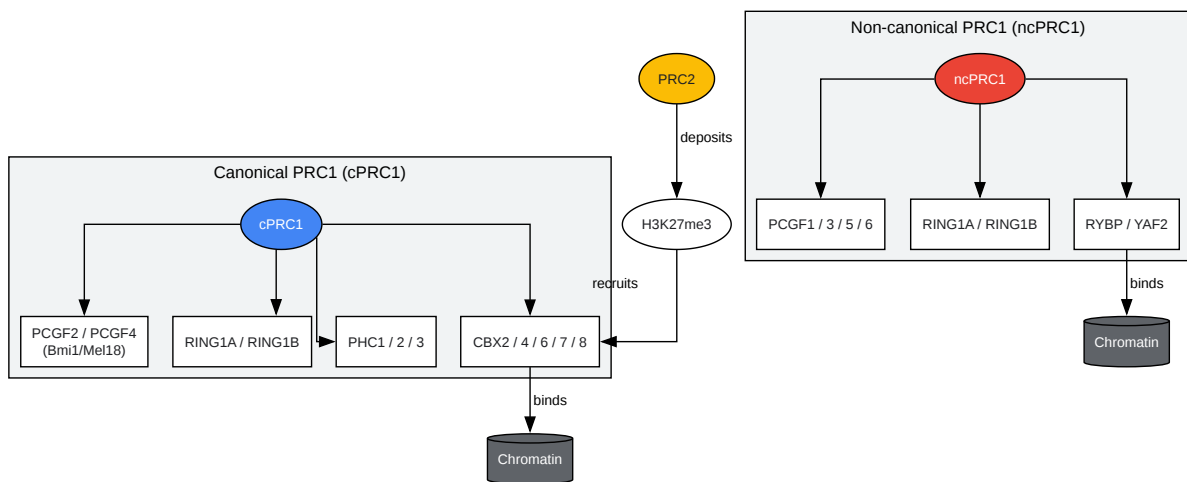 Non-canonical PRC1 (ncPRC1)
PRC2
ncPRC1
deposits
Canonical PRC1 (cPRC1)
cPRC1
H3K27me3
PCGF1 / 3 / 5 / 6
RING1A / RING1B
RYBP / YAF2
recruits
binds
PCGF2 / PCGF4
(Bmi1/Mel18)
RING1A / RING1B
PHC1 / 2 / 3
CBX2 / 4 / 6 / 7 / 8
Chromatin
binds
Chromatin